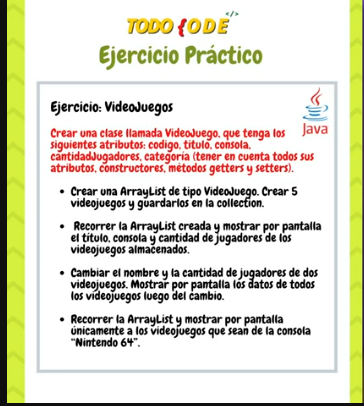 TODO CODE
</>
Ejercicio Práctico
Ejercicio: VideoJuegos
Java
Crear una clase llamada VideoJuego, que tenga los
siguientes atributos: codigo, titulo, consola,
cantidadJugadores, categoría (tener en cuenta todos sus
atributos, constructores, métodos getters y setters).
• Crear una ArrayList de tipo VideoJuego. Crear 5
videojuegos y guardarlos en la collection.
• Recorrer la ArrayList creada y mostrar por pantalla
el título, consola y cantidad de jugadores de los
videojuegos almacenados.
• Cambiar el nombre y la cantidad de jugadores de dos
videojuegos. Mostrar por pantalla los datos de todos
los videojuegos luego del cambio.
• Recorrer la ArrayList y mostrar por pantalla
únicamente a los videojuegos que sean de la consola
"Nintendo 64".